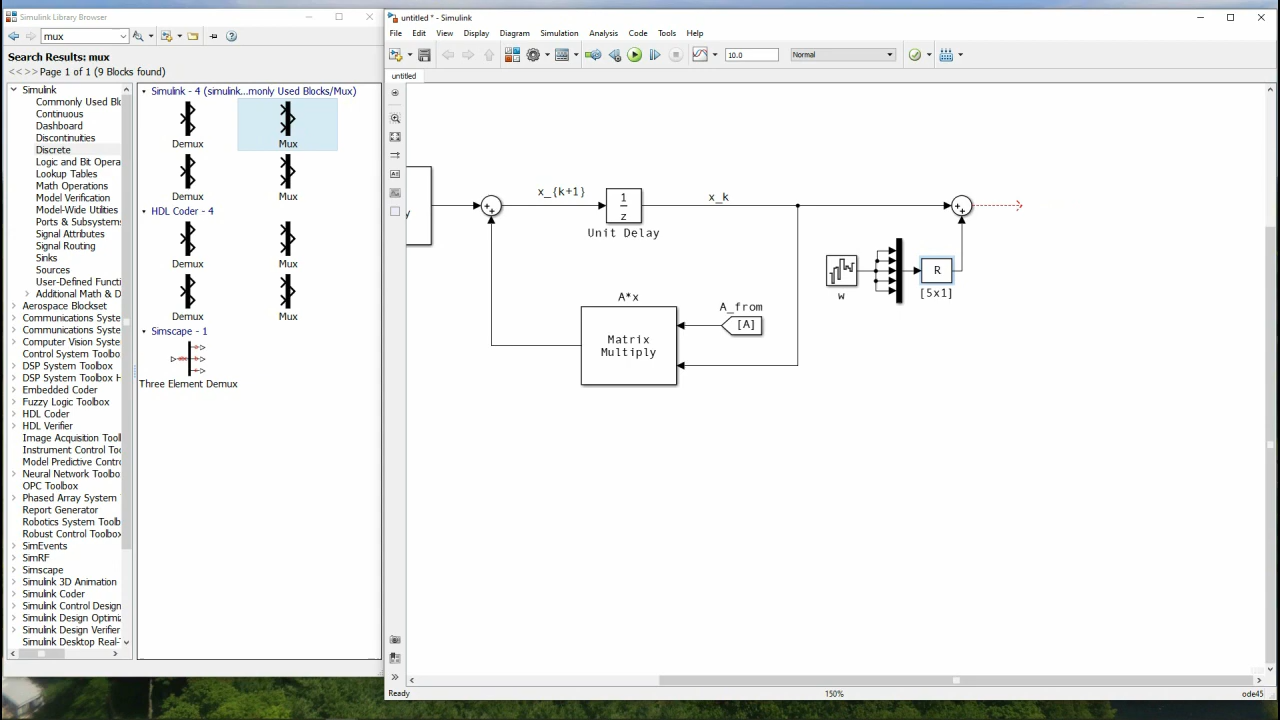 Simulink Library Browser
mux
Search Results: mux
<< >> Page 1 of 1 (9 Blocks found)
Simulink
Commonly Used Blo
Continuous
Dashboard
Discontinuities
Discrete
Logic and Bit Opera
Lookup Tables
Math Operations
Model Verification
Model-Wide Utilities
Ports & Subsystems
Signal Attributes
Signal Routing
Sinks
Sources
User-Defined Functi
Additional Math & D
Aerospace Blockset
Communications Syste
Communications Syste
Computer Vision Syste
Control System Toolbo
DSP System Toolbox
DSP System Toolbox H
Embedded Coder
Fuzzy Logic Toolbox
HDL Coder
HDL Verifier
Image Acquisition Tool
Instrument Control To
Model Predictive Contr
Neural Network Toolbo
OPC Toolbox
Phased Array System
Report Generator
Robotics System Toolb
Robust Control Toolbo
SimEvents
SimRF
Simscape
Simulink 3D Animation
Simulink Coder
Simulink Control Design
Simulink Design Optimiz
Simulink Design Verifier
Simulink Desktop Real-T
Simulink - 4 (simulink...monly Used Blocks/Mux)
Demux
Mux
Demux
Mux
HDL Coder - 4
Demux
Mux
Demux
Mux
Simscape - 1
Three Element Demux
untitled * - Simulink
File Edit View Display Diagram Simulation Analysis Code Tools Help
10.0
Normal
untitled
y
x_{k+1}
1
z
Unit Delay
x_k
A*x
Matrix
Multiply
A_from
[A]
w
R
[5x1]
Ready
150%
ode45